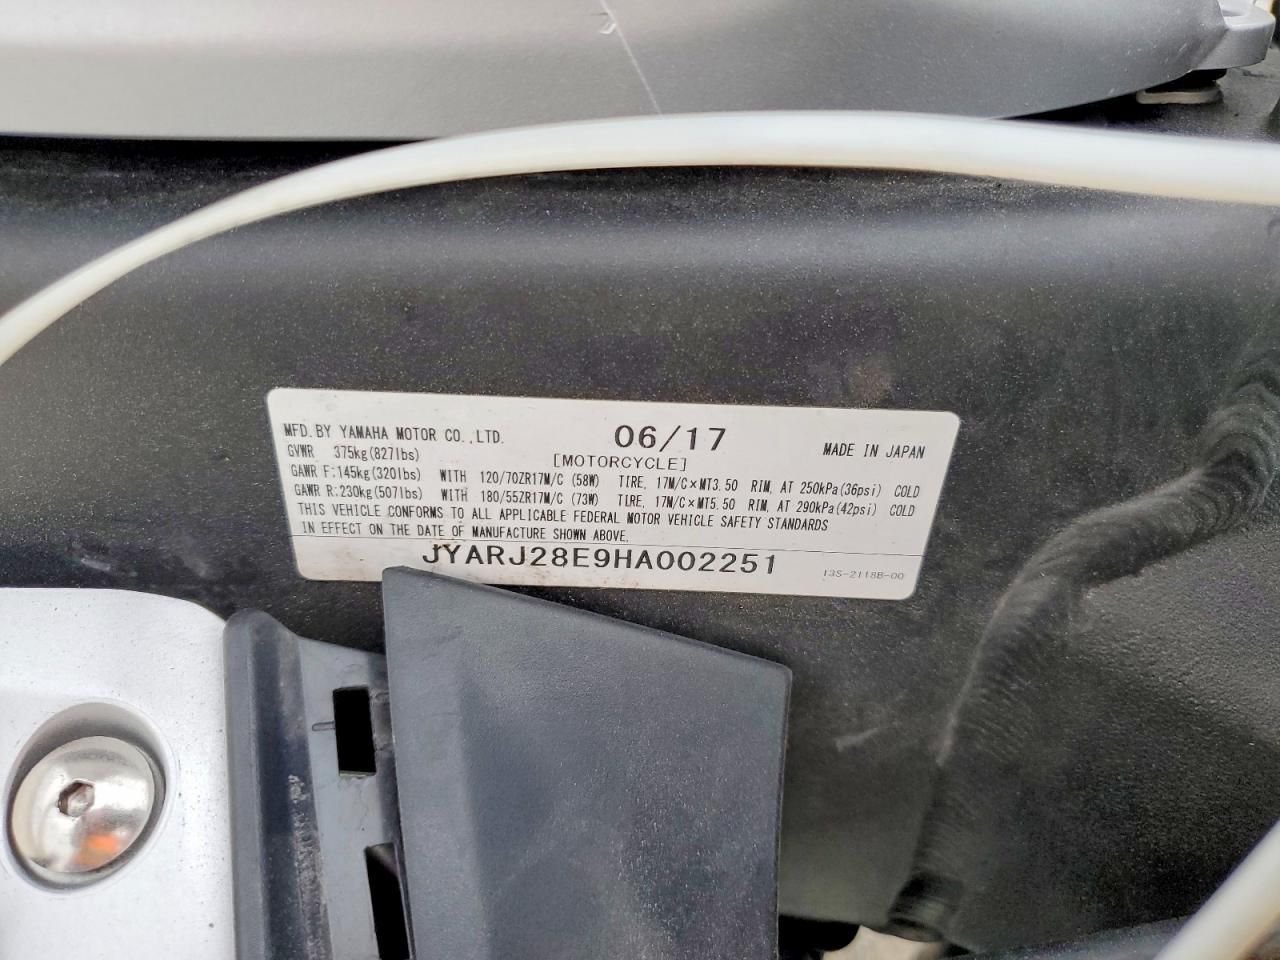 MFD. BY YAMAHA MOTOR CO.,LTD. 06/17 MADE IN JAPAN
GVWR 375kg(827lbs) [MOTORCYCLE]
GAWR F:145kg(320lbs) WITH 120/70ZR17M/C (58W) TIRE, 17M/C×MT3.50 RIM, AT 250kPa(36psi) COLD
GAWR R:230kg(507lbs) WITH 180/55ZR17M/C (73W) TIRE, 17M/C×MT5.50 RIM, AT 290kPa(42psi) COLD
THIS VEHICLE CONFORMS TO ALL APPLICABLE FEDERAL MOTOR VEHICLE SAFETY STANDARDS
IN EFFECT ON THE DATE OF MANUFACTURE SHOWN ABOVE.
JYARJ28E9HA002251 13S-2118B-00